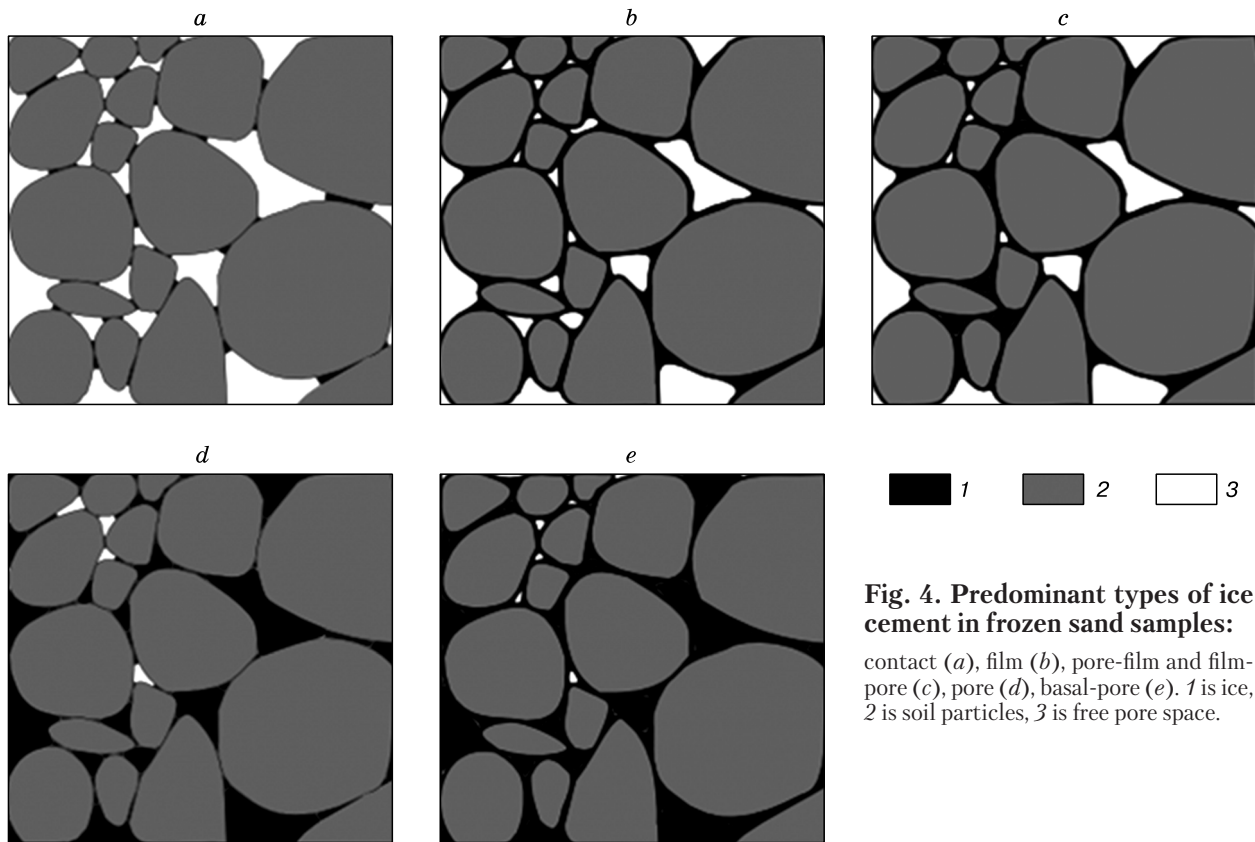 a
b
c
d
e
1
2
3
Fig. 4. Predominant types of ice
cement in frozen sand samples:
contact (a), film (b), pore-film and film-
pore (c), pore (d), basal-pore (e). 1 is ice,
2 is soil particles, 3 is free pore space.